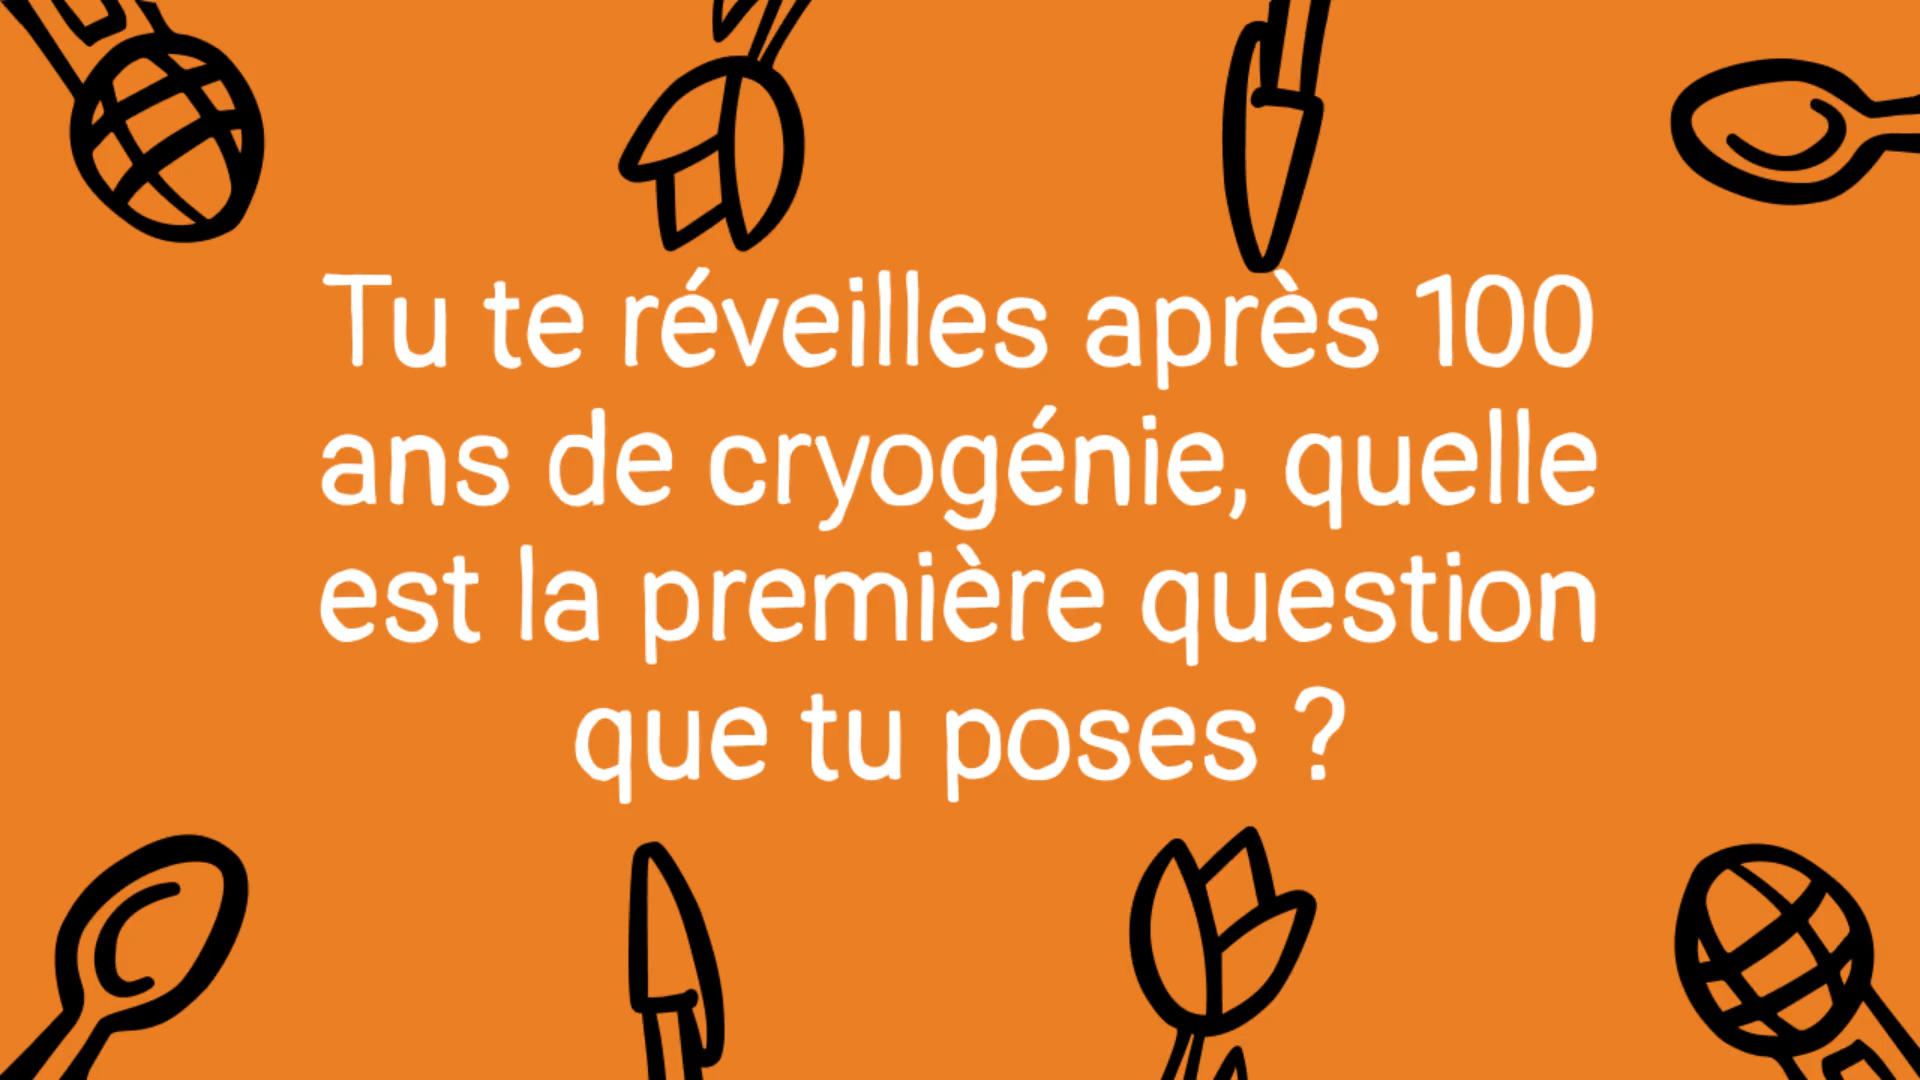 Tu te réveilles après 100
ans de cryogénie, quelle
est la première question
que tu poses ?